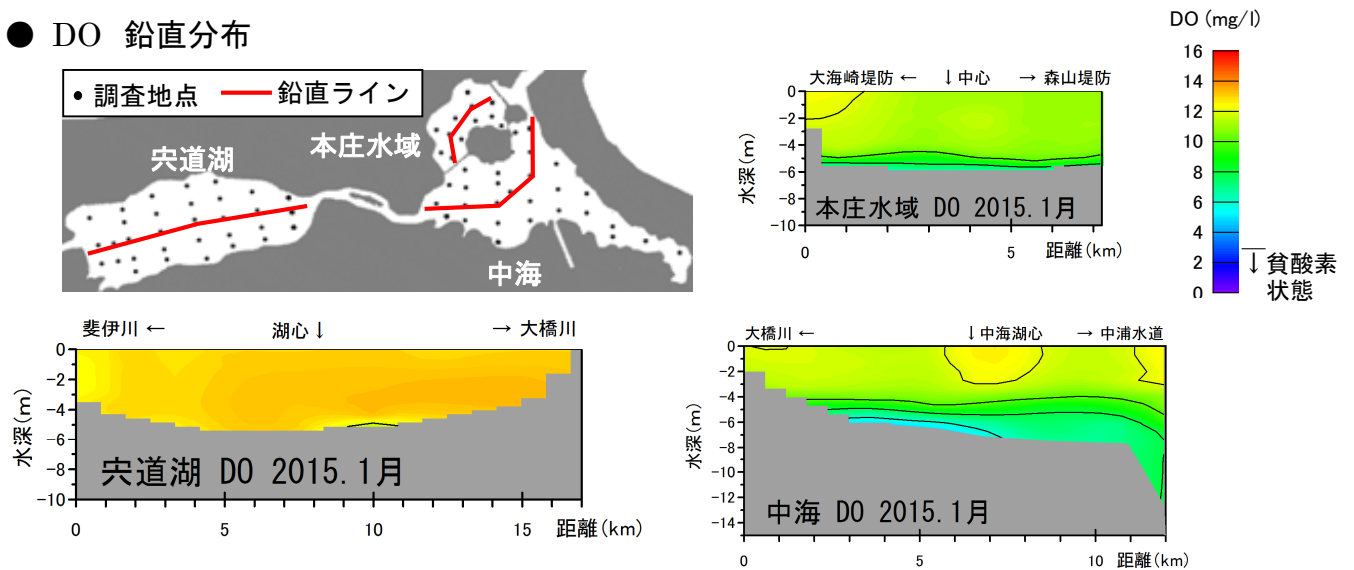 ● DO 鉛直分布
• 調査地点 ━ 鉛直ライン
宍道湖
本庄水域
中海
DO (mg/l)
16
14
12
10
8
6
4
2
0
↓貧酸素
状態
大海崎堤防 ← ↓中心 → 森山堤防
0
-2
-4
-6
-8
-10
水深(m)
本庄水域 DO 2015.1月
0 5 距離(km)
斐伊川 ← 湖心↓ → 大橋川
0
-2
-4
-6
-8
-10
水深(m)
宍道湖 DO 2015.1月
0 5 10 15 距離(km)
大橋川 ← ↓中海湖心 → 中浦水道
0
-2
-4
-6
-8
-10
-12
-14
水深(m)
中海 DO 2015.1月
0 5 10 距離(km)